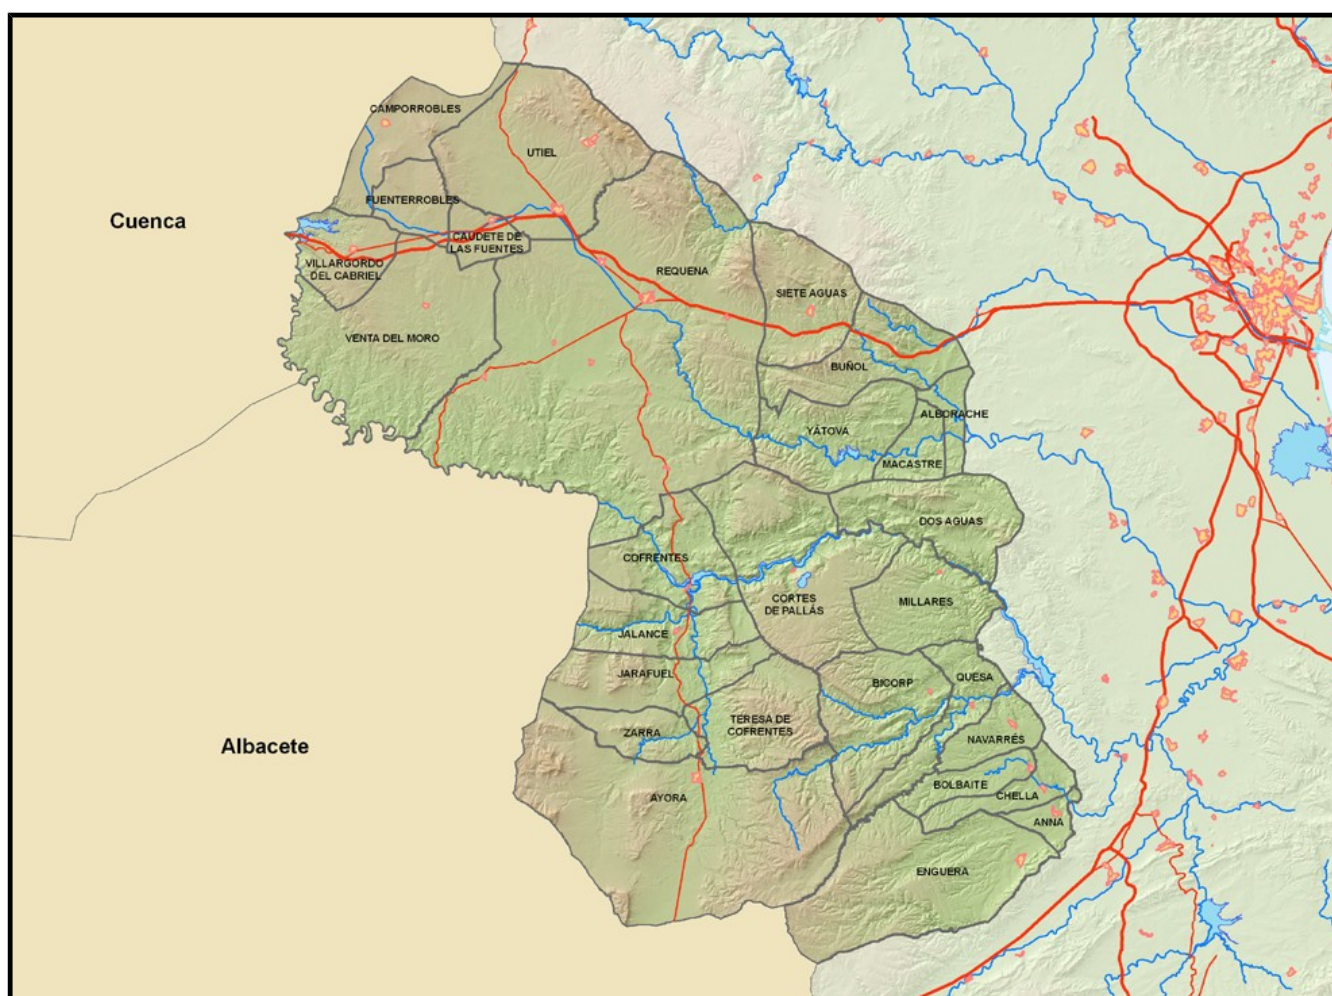 CAMPORROBLES
UTIEL
FUENTERROBLES
Cuenca
CAUDETE DE
LAS FUENTES
VILLARGORDO
DEL CABRIEL
REQUENA
SIETE AGUAS
VENTA DEL MORO
BUÑOL
ALBORACHE
YÁTOVA
MACASTRE
DOS AGUAS
COFRENTES
CORTES
DE PALLÁS
MILLARES
JALANCE
JARAFUEL
BICORP
QUESA
TERESA DE
COFRENTES
ZARRA
NAVARRÉS
Albacete
BOLBAITE
CHELLA
AYORA
ANNA
ENGUERA